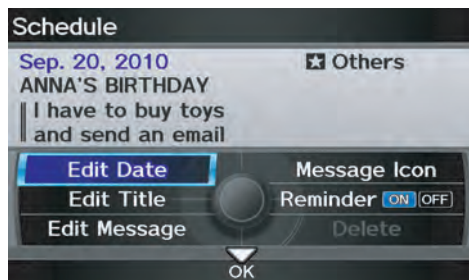 Schedule
Sep. 20, 2010 Others
ANNA'S BIRTHDAY
I have to buy toys
and send an email
Edit Date Message Icon
Edit Title Reminder ON OFF
Edit Message Delete
OK